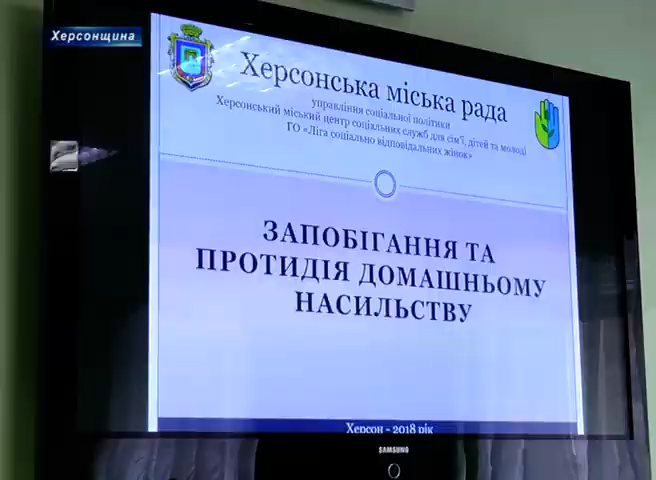 Херсонщина
Херсонська міська рада
управління соціальної політики
Херсонський міський центр соціальних служб для сім'ї, дітей та молоді
ГО «Ліга соціально відповідальних жінок»
ЗАПОБІГАННЯ ТА
ПРОТИДІЯ ДОМАШНЬОМУ
НАСИЛЬСТВУ
Херсон - 2018 рік
SAMSUNG